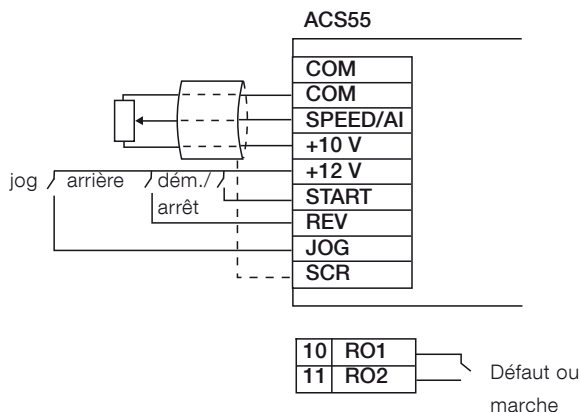 ACS55
COM
COM
SPEED/AI
+10 V
+12 V
jog arrière dém./
arrêt
START
REV
JOG
SCR
10 RO1
11 RO2
Défaut ou
marche